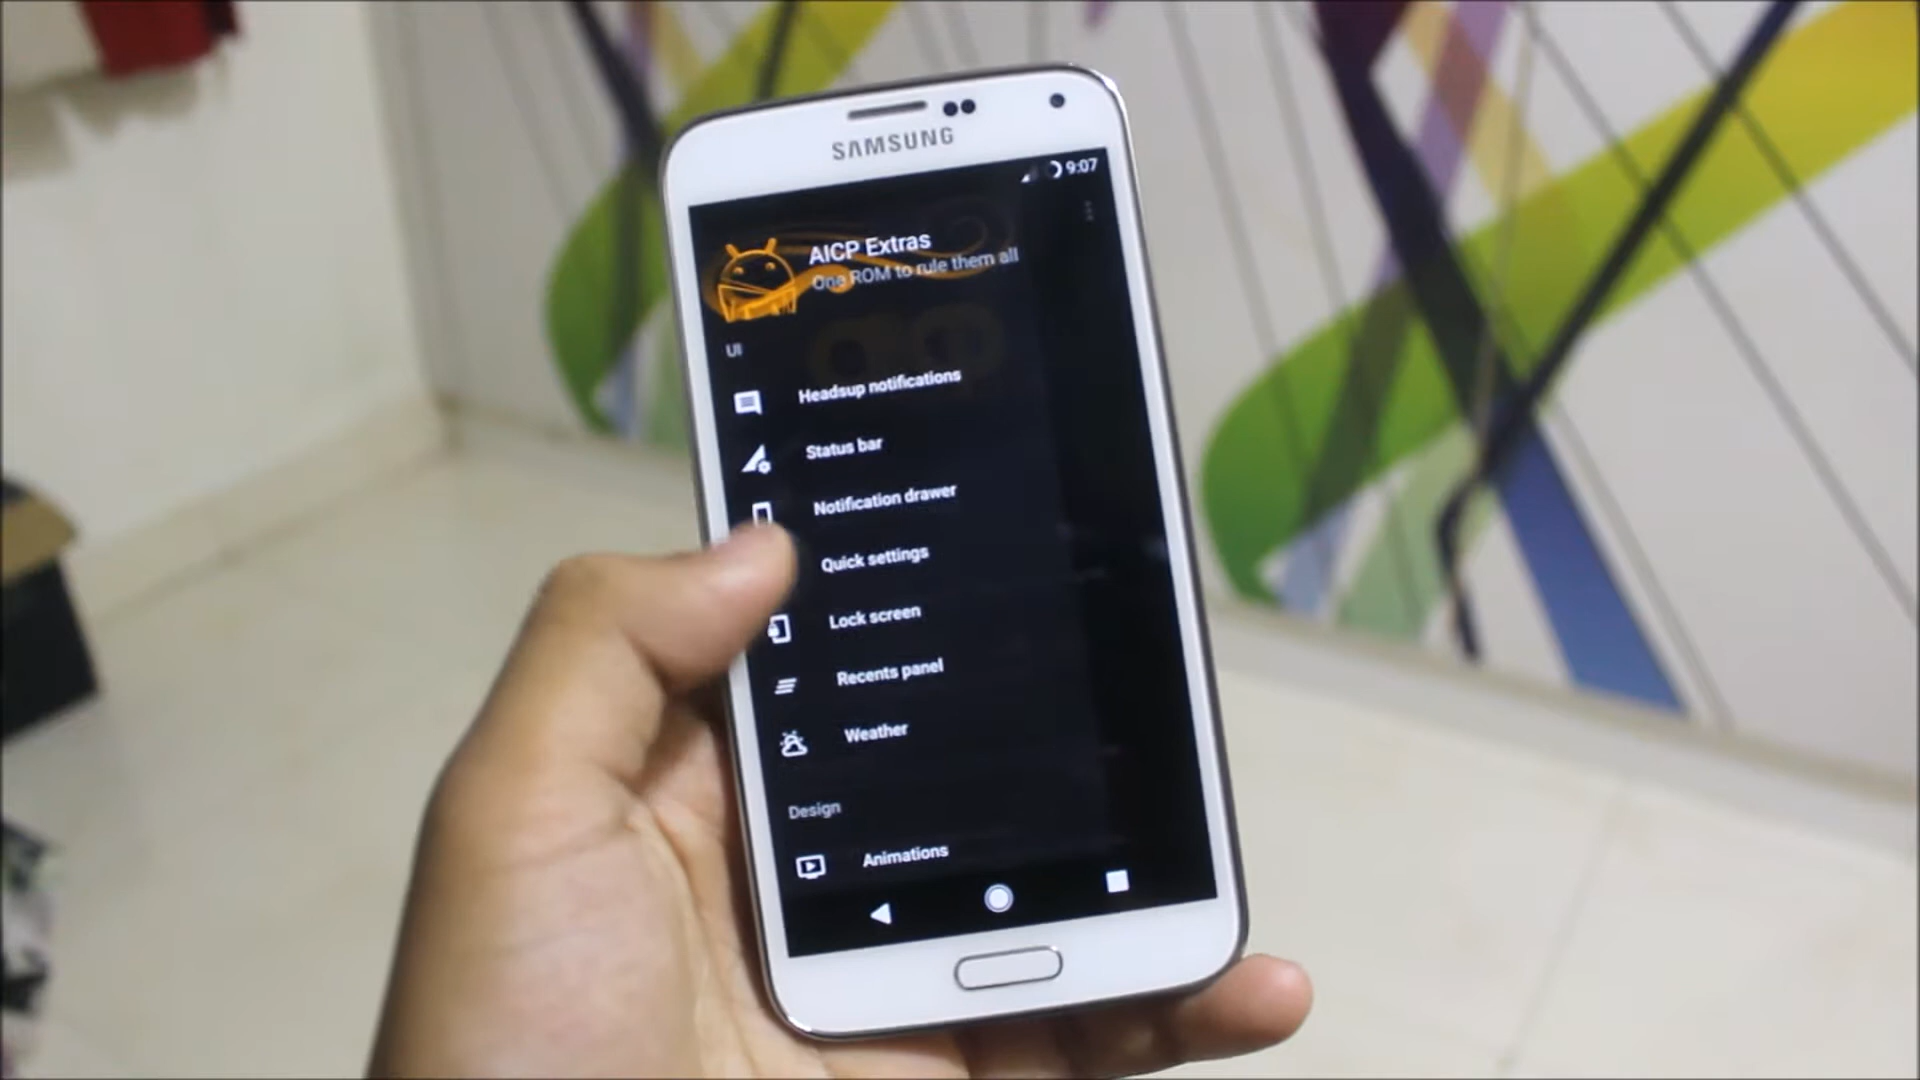 SAMSUNG
9:07
AICP Extras
One ROM to rule them all
UI
Headsup notifications
Status bar
Notification drawer
Quick settings
Lock screen
Recents panel
Weather
Design
Animations